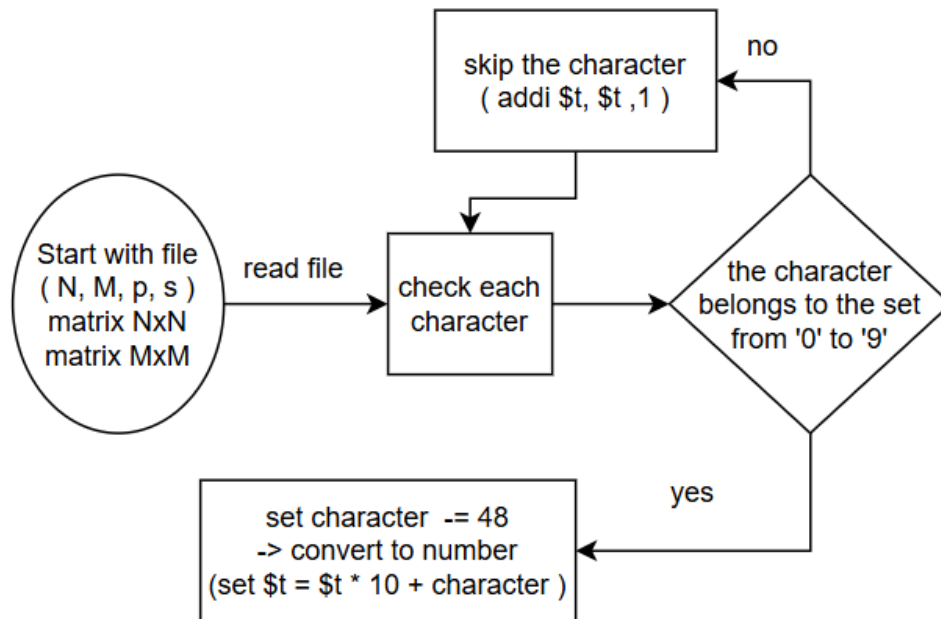 Start with file
( N, M, p, s )
matrix NxN
matrix MxM
read file
check each
character
skip the character
( addi $t, $t ,1 )
no
the character
belongs to the set
from '0' to '9'
yes
set character -= 48
-> convert to number
(set $t = $t * 10 + character )